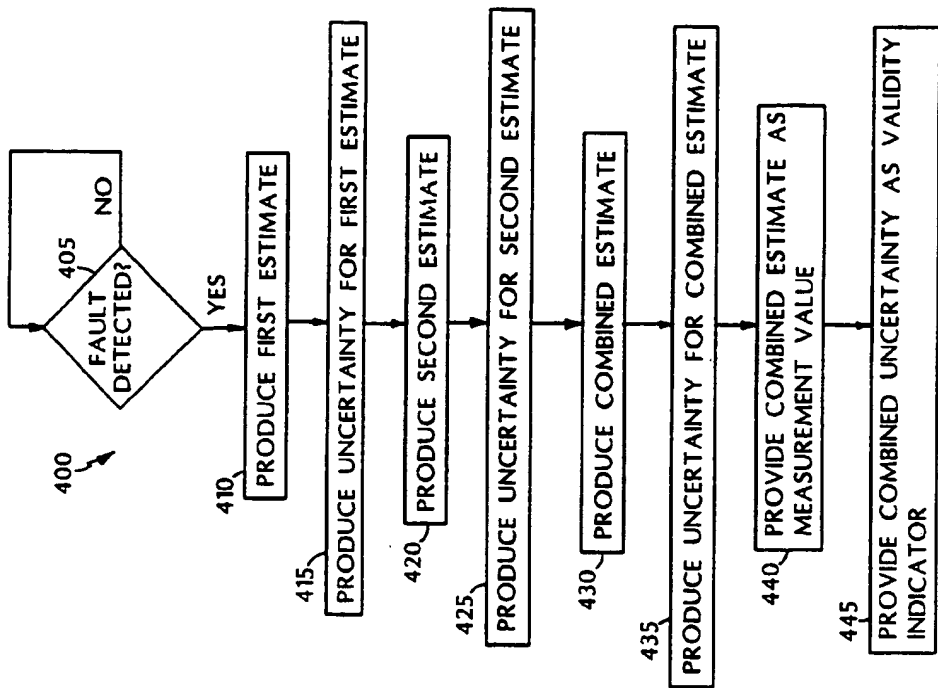 400
FAULT
DETECTED?
405
NO
YES
410
PRODUCE FIRST ESTIMATE
415
PRODUCE UNCERTAINTY FOR FIRST ESTIMATE
420
PRODUCE SECOND ESTIMATE
425
PRODUCE UNCERTAINTY FOR SECOND ESTIMATE
430
PRODUCE COMBINED ESTIMATE
435
PRODUCE UNCERTAINTY FOR COMBINED ESTIMATE
440
PROVIDE COMBINED ESTIMATE AS
MEASUREMENT VALUE
445
PROVIDE COMBINED UNCERTAINTY AS VALIDITY
INDICATOR